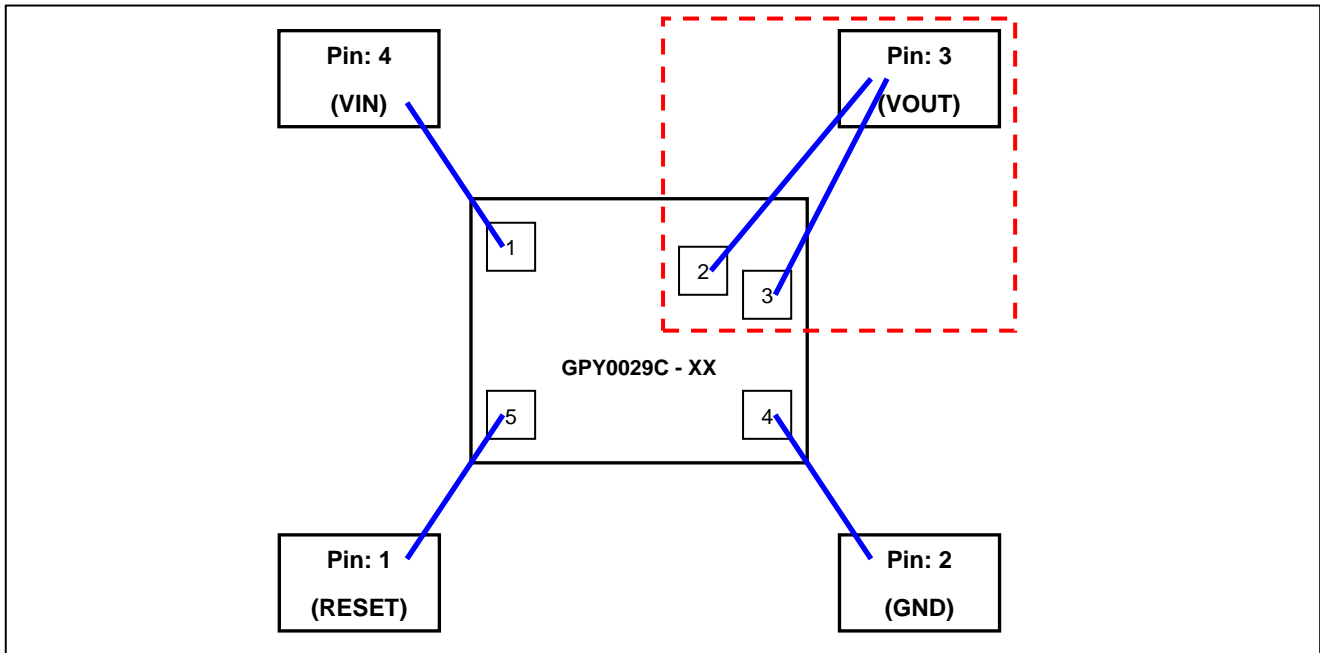 Pin: 4
(VIN)
Pin: 3
(VOUT)
1
2
3
GPY0029C - XX
5
4
Pin: 1
(RESET)
Pin: 2
(GND)